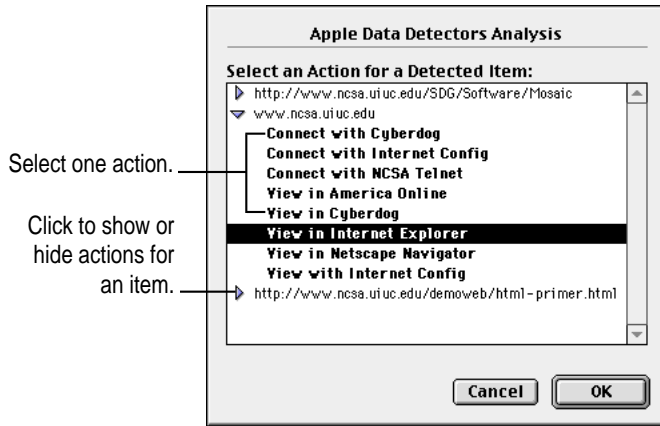 Apple Data Detectors Analysis
Select an Action for a Detected Item:
http://www.ncsa.uiuc.edu/SDG/Software/Mosaic
www.ncsa.uiuc.edu
Connect with Cyberdog
Connect with Internet Config
Select one action.
Connect with NCSA Telnet
View in America Online
View in Cyberdog
Click to show or
hide actions for
an item.
View in Internet Explorer
View in Netscape Navigator
View with Internet Config
http://www.ncsa.uiuc.edu/demoweb/html-primer.html
Cancel
OK